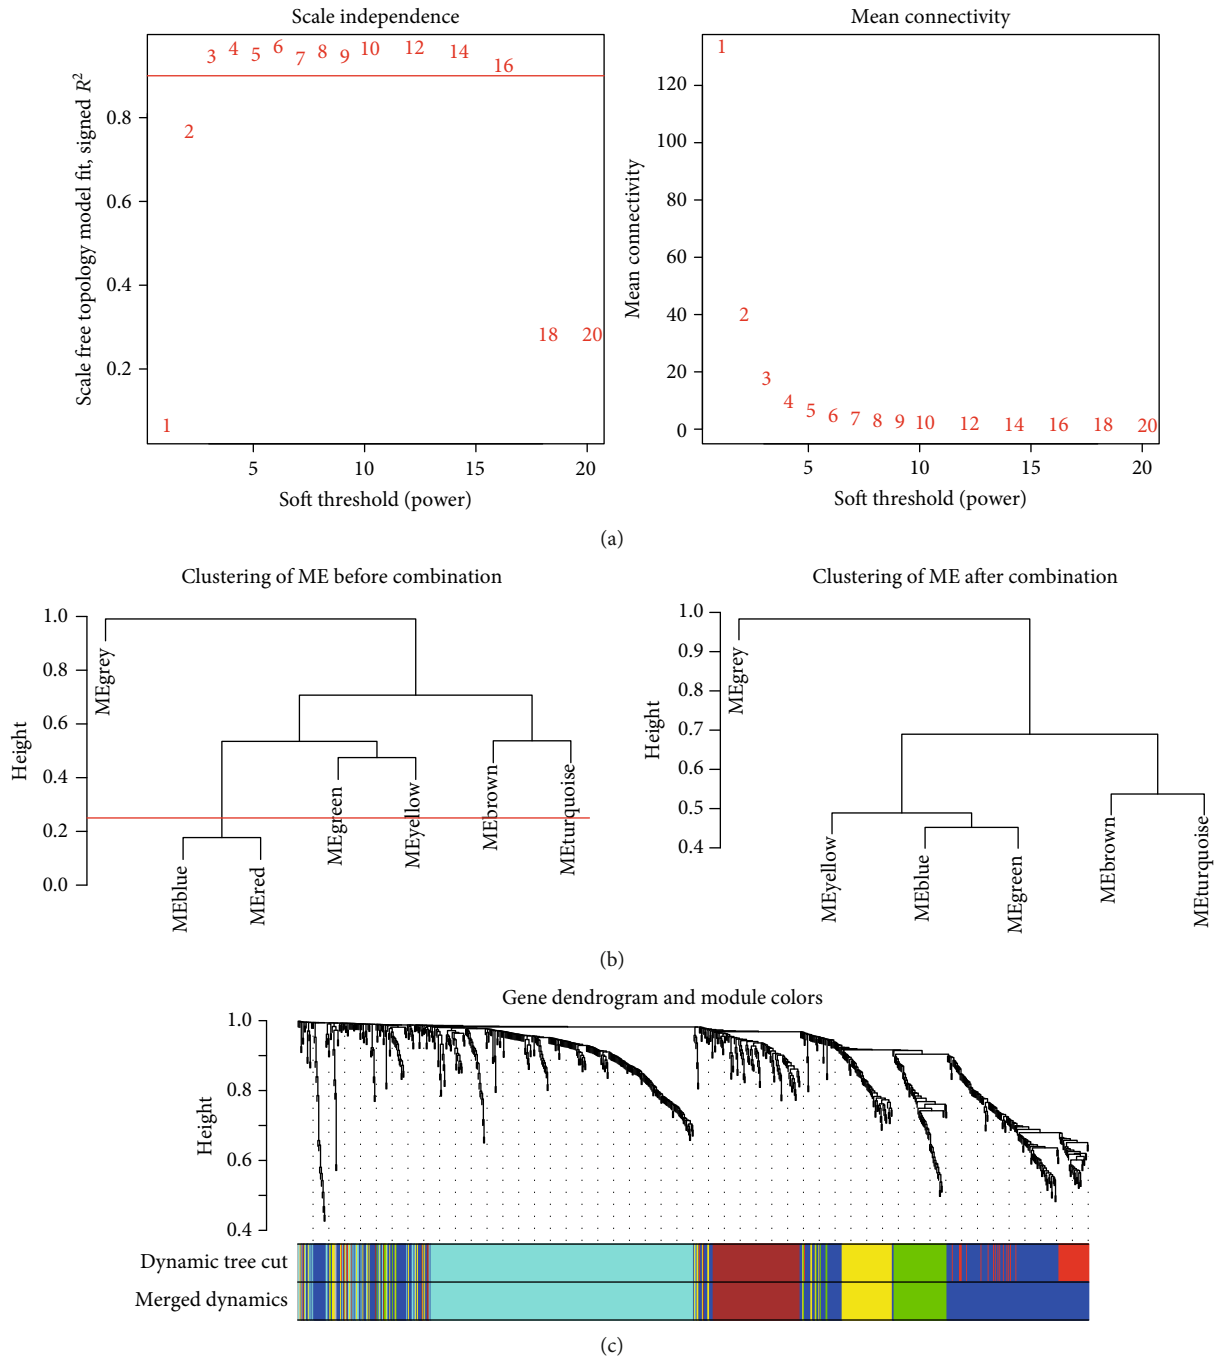 Scale independence
Scale free topology model fit, signed R²
0.8
0.6
0.4
0.2
1
2
3
4
5
6
7
8
9
10
12
14
16
18
20
5
10
15
20
Soft threshold (power)
Mean connectivity
Mean connectivity
120
100
80
60
40
20
0
1
2
3
4
5
6
7
8
9
10
12
14
16
18
20
5
10
15
20
Soft threshold (power)
(a)
Clustering of ME before combination
Height
1.0
0.8
0.6
0.4
0.2
0.0
MEgrey
MEblue
MEred
MEgreen
MEyellow
MEbrown
MEturquoise
Clustering of ME after combination
Height
1.0
0.9
0.8
0.7
0.6
0.5
0.4
MEgrey
MEyellow
MEblue
MEgreen
MEbrown
MEturquoise
(b)
Gene dendrogram and module colors
Height
1.0
0.8
0.6
0.4
Dynamic tree cut
Merged dynamics
(c)